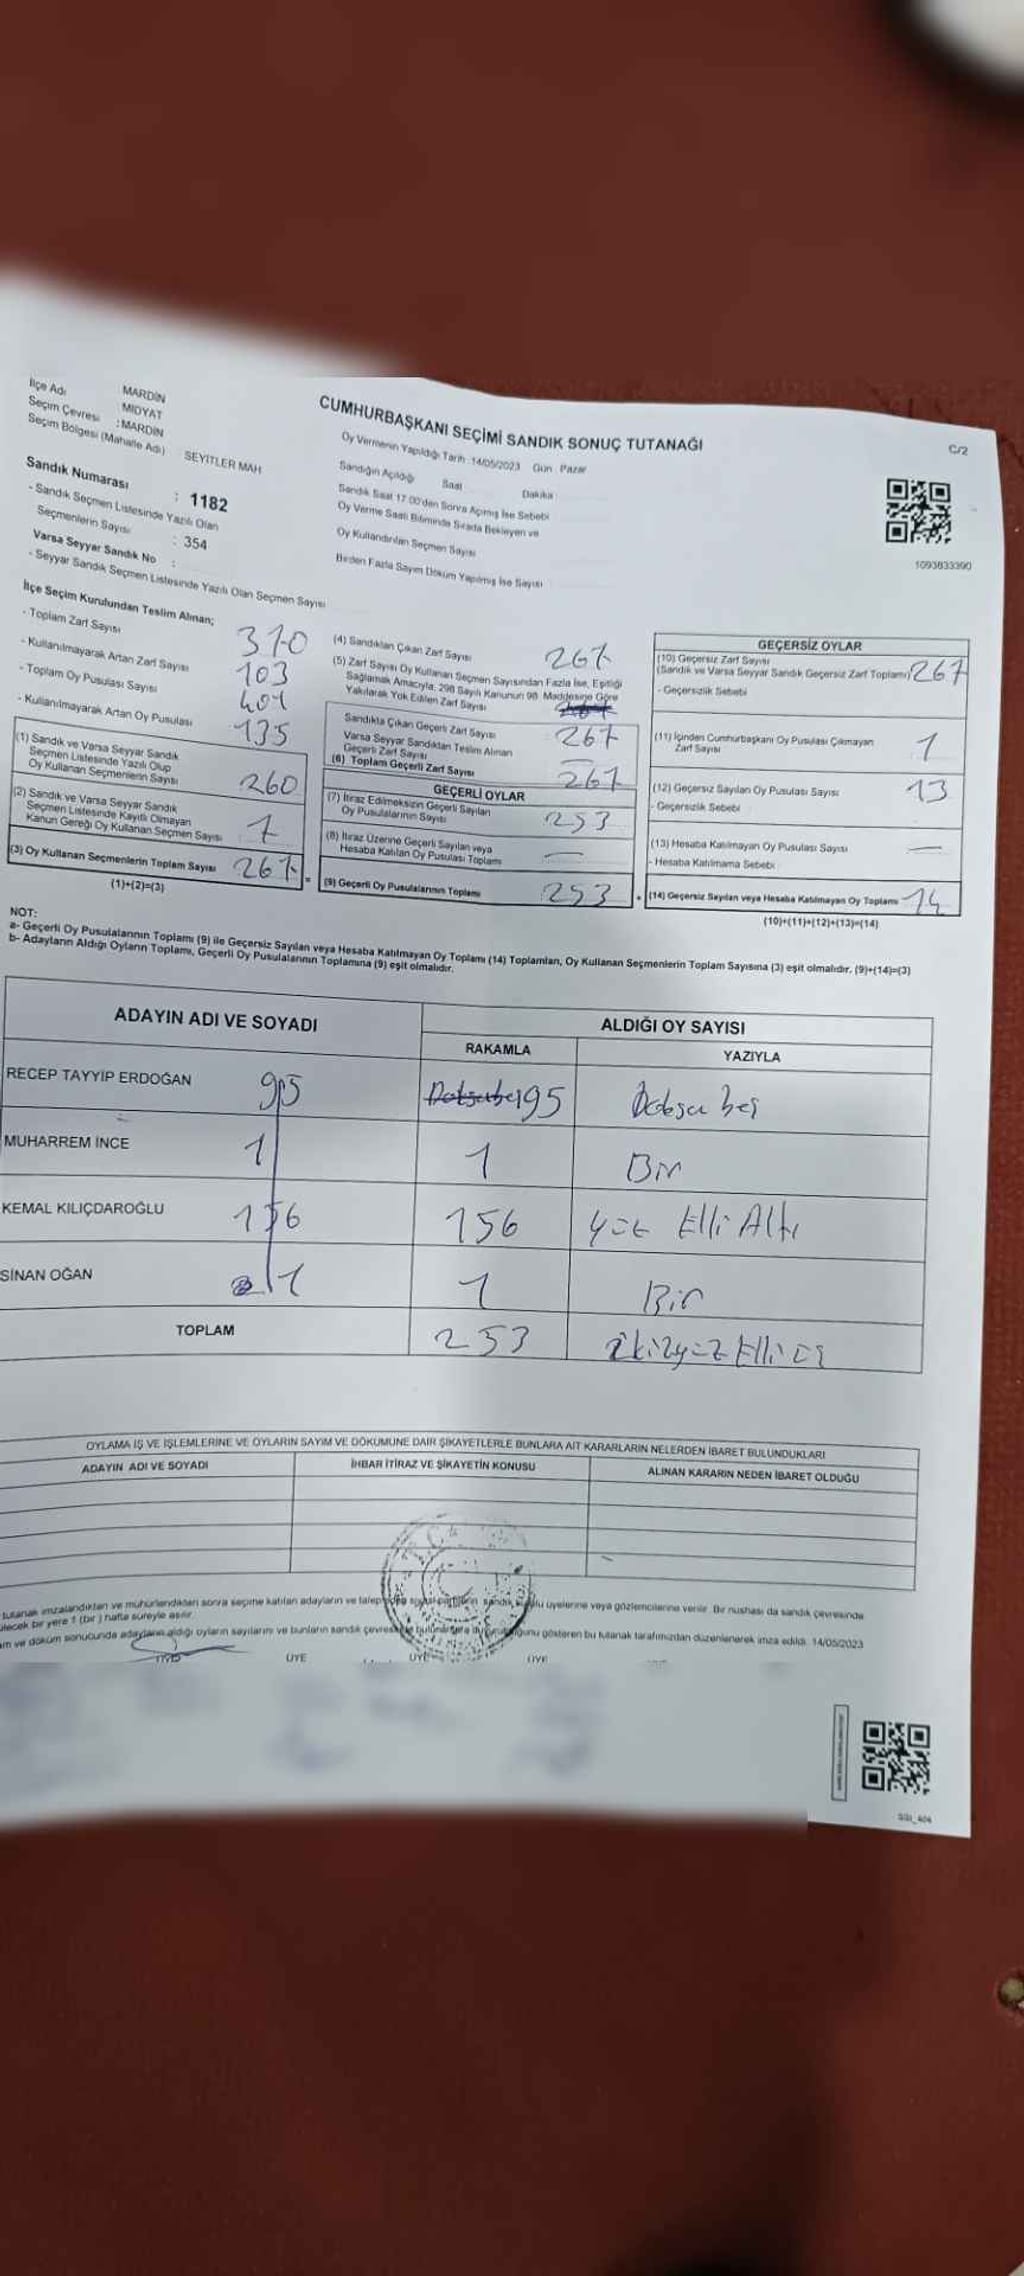 İlçe Adı MARDİN
Seçim Çevresi : MİDYAT
Seçim Bölgesi (Mahalle Adı) : MARDİN
SEYİTLER MAH
Sandık Numarası : 1182
- Sandık Seçmen Listesinde Yazılı Olan
Seçmenlerin Sayısı : 354
Varsa Seyyar Sandık No :
- Seyyar Sandık Seçmen Listesinde Yazılı Olan Seçmen Sayısı
CUMHURBAŞKANI SEÇİMİ SANDIK SONUÇ TUTANAĞI
Oy Vermenin Yapıldığı Tarih :14/05/2023 Gün : Pazar
Sandığın Açıldığı Saat Dakika
Sandık Saat 17.00'den Sonra Açmış İse Sebebi
Oy Verme Saati Bitiminde Sırada Bekleyen ve
Oy Kullandırılan Seçmen Sayısı
Birden Fazla Sayım Döküm Yapılmış İse Sayısı
C/2
1093833390
İlçe Seçim Kurulundan Teslim Alınan;
- Toplam Zarf Sayısı 370
- Kullanılmayarak Artan Zarf Sayısı 103
- Toplam Oy Pusulası Sayısı 401
- Kullanılmayarak Artan Oy Pusulası 135
(1) Sandık ve Varsa Seyyar Sandık
Seçmen Listesinde Yazılı Olup
Oy Kullanan Seçmenlerin Sayısı 260
(2) Sandık ve Varsa Seyyar Sandık
Seçmen Listesinde Kayıtlı Olmayan
Kanun Gereği Oy Kullanan Seçmen Sayısı 7
(3) Oy Kullanan Seçmenlerin Toplam Sayısı 267 =
(1)+(2)=(3)
(4) Sandıktan Çıkan Zarf Sayısı 267
(5) Zarf Sayısı Oy Kullanan Seçmen Sayısından Fazla İse, Eşitliği
Sağlamak Amacıyla, 298 Sayılı Kanunun 98. Maddesine Göre
Yakılarak Yok Edilen Zarf Sayısı
Sandıkta Çıkan Geçerli Zarf Sayısı 267
Varsa Seyyar Sandıktan Teslim Alınan
Geçerli Zarf Sayısı —
(6) Toplam Geçerli Zarf Sayısı 267
GEÇERLİ OYLAR
(7) İtiraz Edilmeksizin Geçerli Sayılan
Oy Pusulalarının Sayısı 253
(8) İtiraz Üzerine Geçerli Sayılan veya
Hesaba Katılan Oy Pusulası Toplamı —
(9) Geçerli Oy Pusulalarının Toplamı 253 +
GEÇERSİZ OYLAR
(10) Geçersiz Zarf Sayısı
(Sandık ve Varsa Seyyar Sandık Geçersiz Zarf Toplamı) 267
- Geçersizlik Sebebi
(11) İçinden Cumhurbaşkanı Oy Pusulası Çıkmayan
Zarf Sayısı 1
(12) Geçersiz Sayılan Oy Pusulası Sayısı 13
- Geçersizlik Sebebi
(13) Hesaba Katılmayan Oy Pusulası Sayısı —
- Hesaba Katılmama Sebebi
(14) Geçersiz Sayılan veya Hesaba Katılmayan Oy Toplamı 14
(10)+(11)+(12)+(13)=(14)
NOT:
a- Geçerli Oy Pusulalarının Toplamı (9) ile Geçersiz Sayılan veya Hesaba Katılmayan Oy Toplamı (14) Toplamları, Oy Kullanan Seçmenlerin Toplam Sayısına (3) eşit olmalıdır. (9)+(14)=(3)
b- Adayların Aldığı Oyların Toplamı, Geçerli Oy Pusulalarının Toplamına (9) eşit olmalıdır.
ADAYIN ADI VE SOYADI ALDIĞI OY SAYISI
RAKAMLA YAZIYLA
RECEP TAYYİP ERDOĞAN 95 95 Doksan beş
MUHARREM İNCE 1 1 Bir
KEMAL KILIÇDAROĞLU 156 156 Yüz Elli Altı
SİNAN OĞAN 1 1 Bir
TOPLAM 253 İkiyüz Elli üç
OYLAMA İŞ VE İŞLEMLERİNE VE OYLARIN SAYIM VE DÖKÜMÜNE DAİR ŞİKAYETLERLE BUNLARA AİT KARARLARIN NELERDEN İBARET BULUNDUKLARI
ADAYIN ADI VE SOYADI İHBAR İTİRAZ VE ŞİKAYETİN KONUSU ALINAN KARARIN NEDEN İBARET OLDUĞU
tutanak imzalandıktan ve mühürlendikten sonra seçime katılan adayların ve talep sandık kurulu üyelerine veya gözlemcilerine verilir. Bir nüshası da sandık çevresinde
bir yere 1 (bir) hafta süreyle asılır.
ve döküm sonucunda adayların aldığı oyların sayılarını ve bunların sandık gösteren bu tutanak tarafımızdan düzenlenerek imza edildi. 14/05/2023
ÜYE ÜYE ÜYE